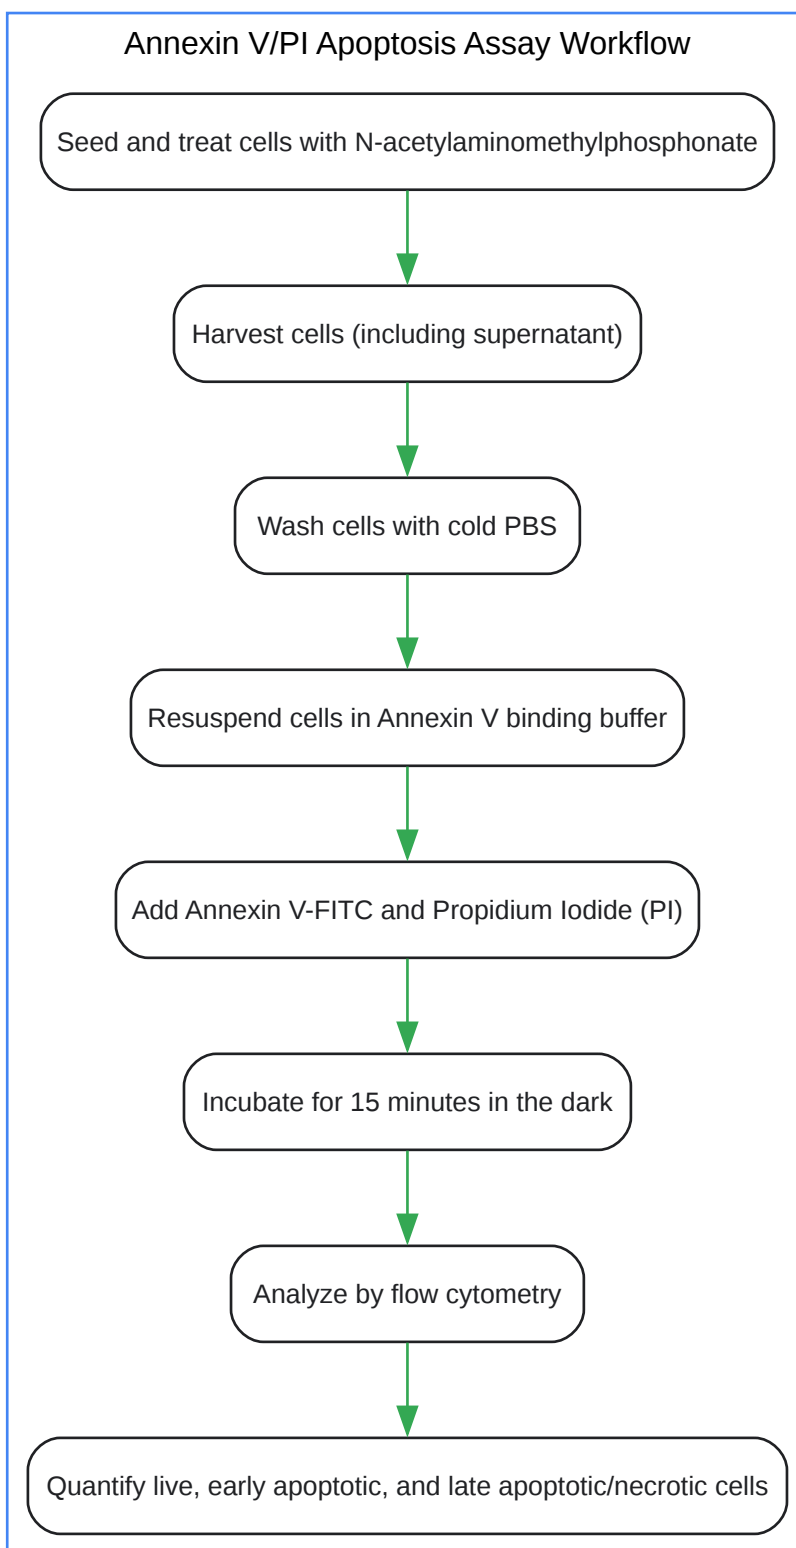 Annexin V/PI Apoptosis Assay Workflow
Seed and treat cells with N-acetylaminomethylphosphonate
Harvest cells (including supernatant)
Wash cells with cold PBS
Resuspend cells in Annexin V binding buffer
Add Annexin V-FITC and Propidium Iodide (PI)
Incubate for 15 minutes in the dark
Analyze by flow cytometry
Quantify live, early apoptotic, and late apoptotic/necrotic cells